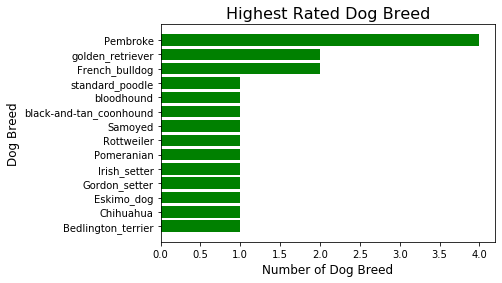 Highest Rated Dog Breed
Dog Breed
Pembroke
golden_retriever
French_bulldog
standard_poodle
bloodhound
black-and-tan_coonhound
Samoyed
Rottweiler
Pomeranian
Irish_setter
Gordon_setter
Eskimo_dog
Chihuahua
Bedlington_terrier
0.0 0.5 1.0 1.5 2.0 2.5 3.0 3.5 4.0
Number of Dog Breed